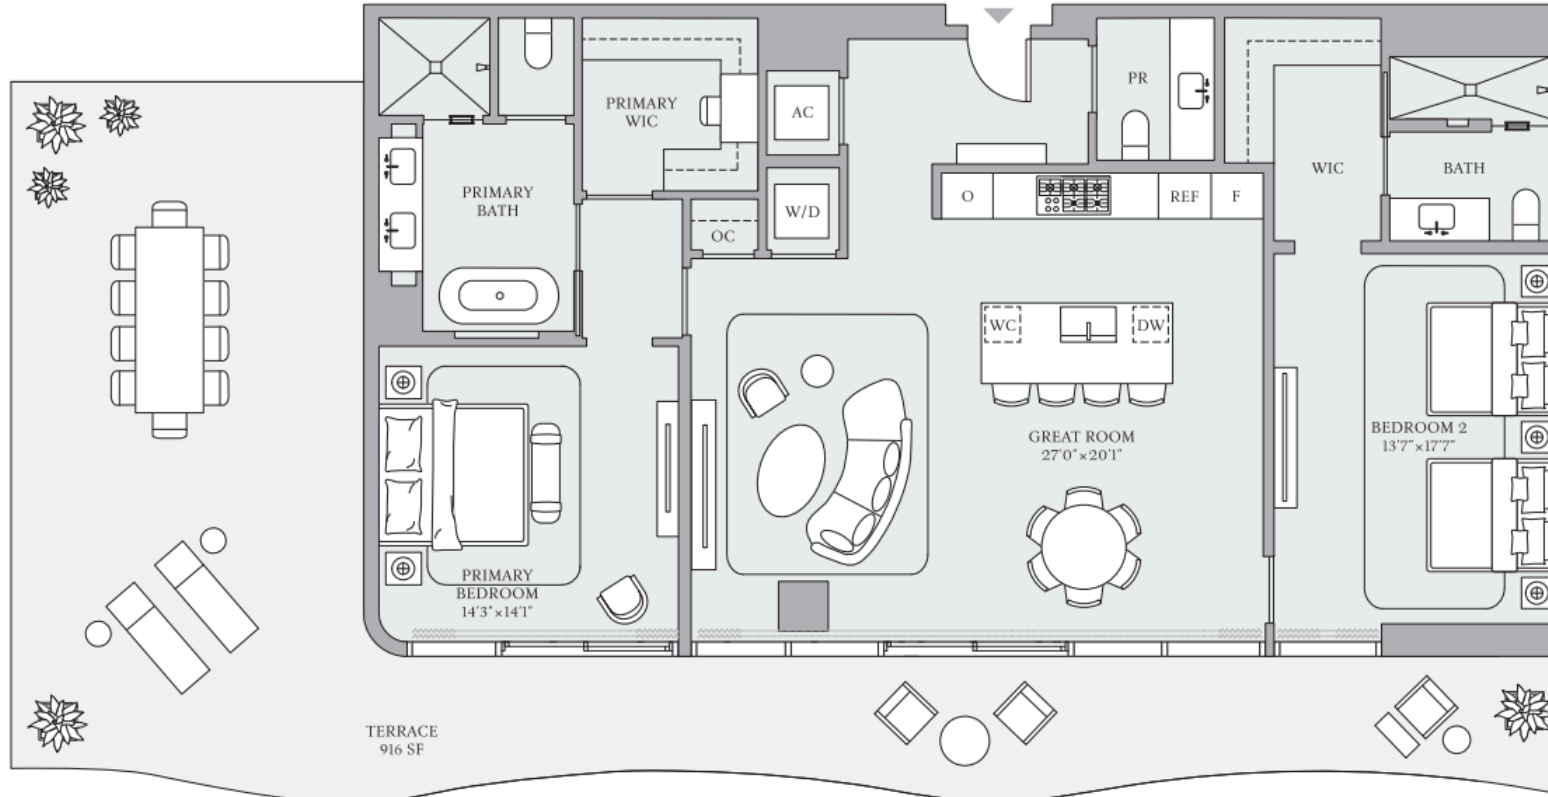 PR
PRIMARY
WIC
AC
PRIMARY
BATH
WIC
BATH
O
REF
F
W/D
OC
WC
DW
GREAT ROOM
27'0"×20'1"
BEDROOM 2
13'7"×17'7"
PRIMARY
BEDROOM
14'3"×14'1"
TERRACE
916 SF